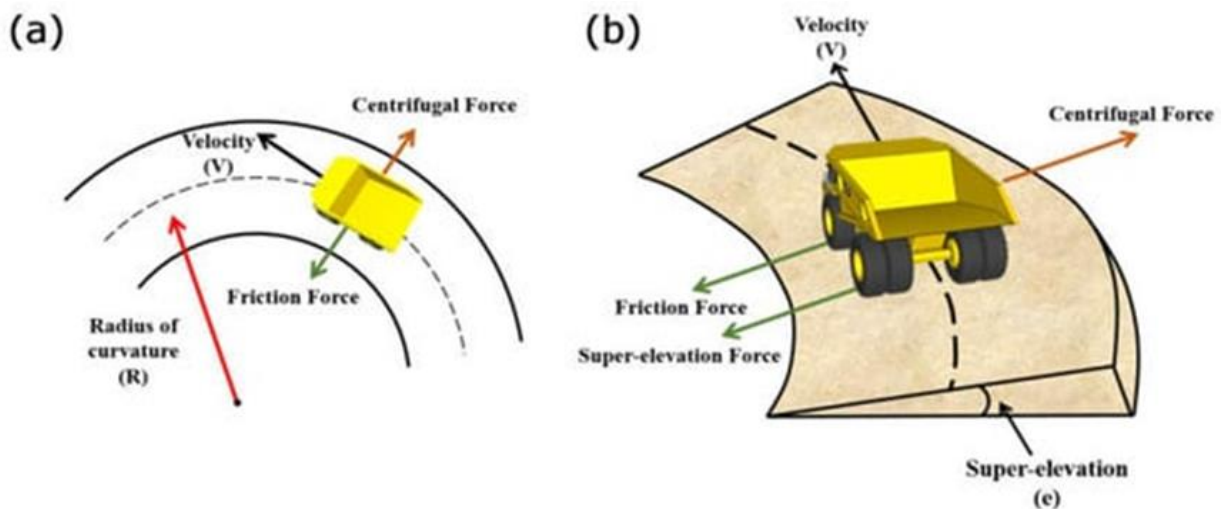 (a)
Centrifugal Force
Velocity
(V)
Friction Force
Radius of
curvature
(R)
(b)
Velocity
(V)
Centrifugal Force
Friction Force
Super-elevation Force
Super-elevation
(e)